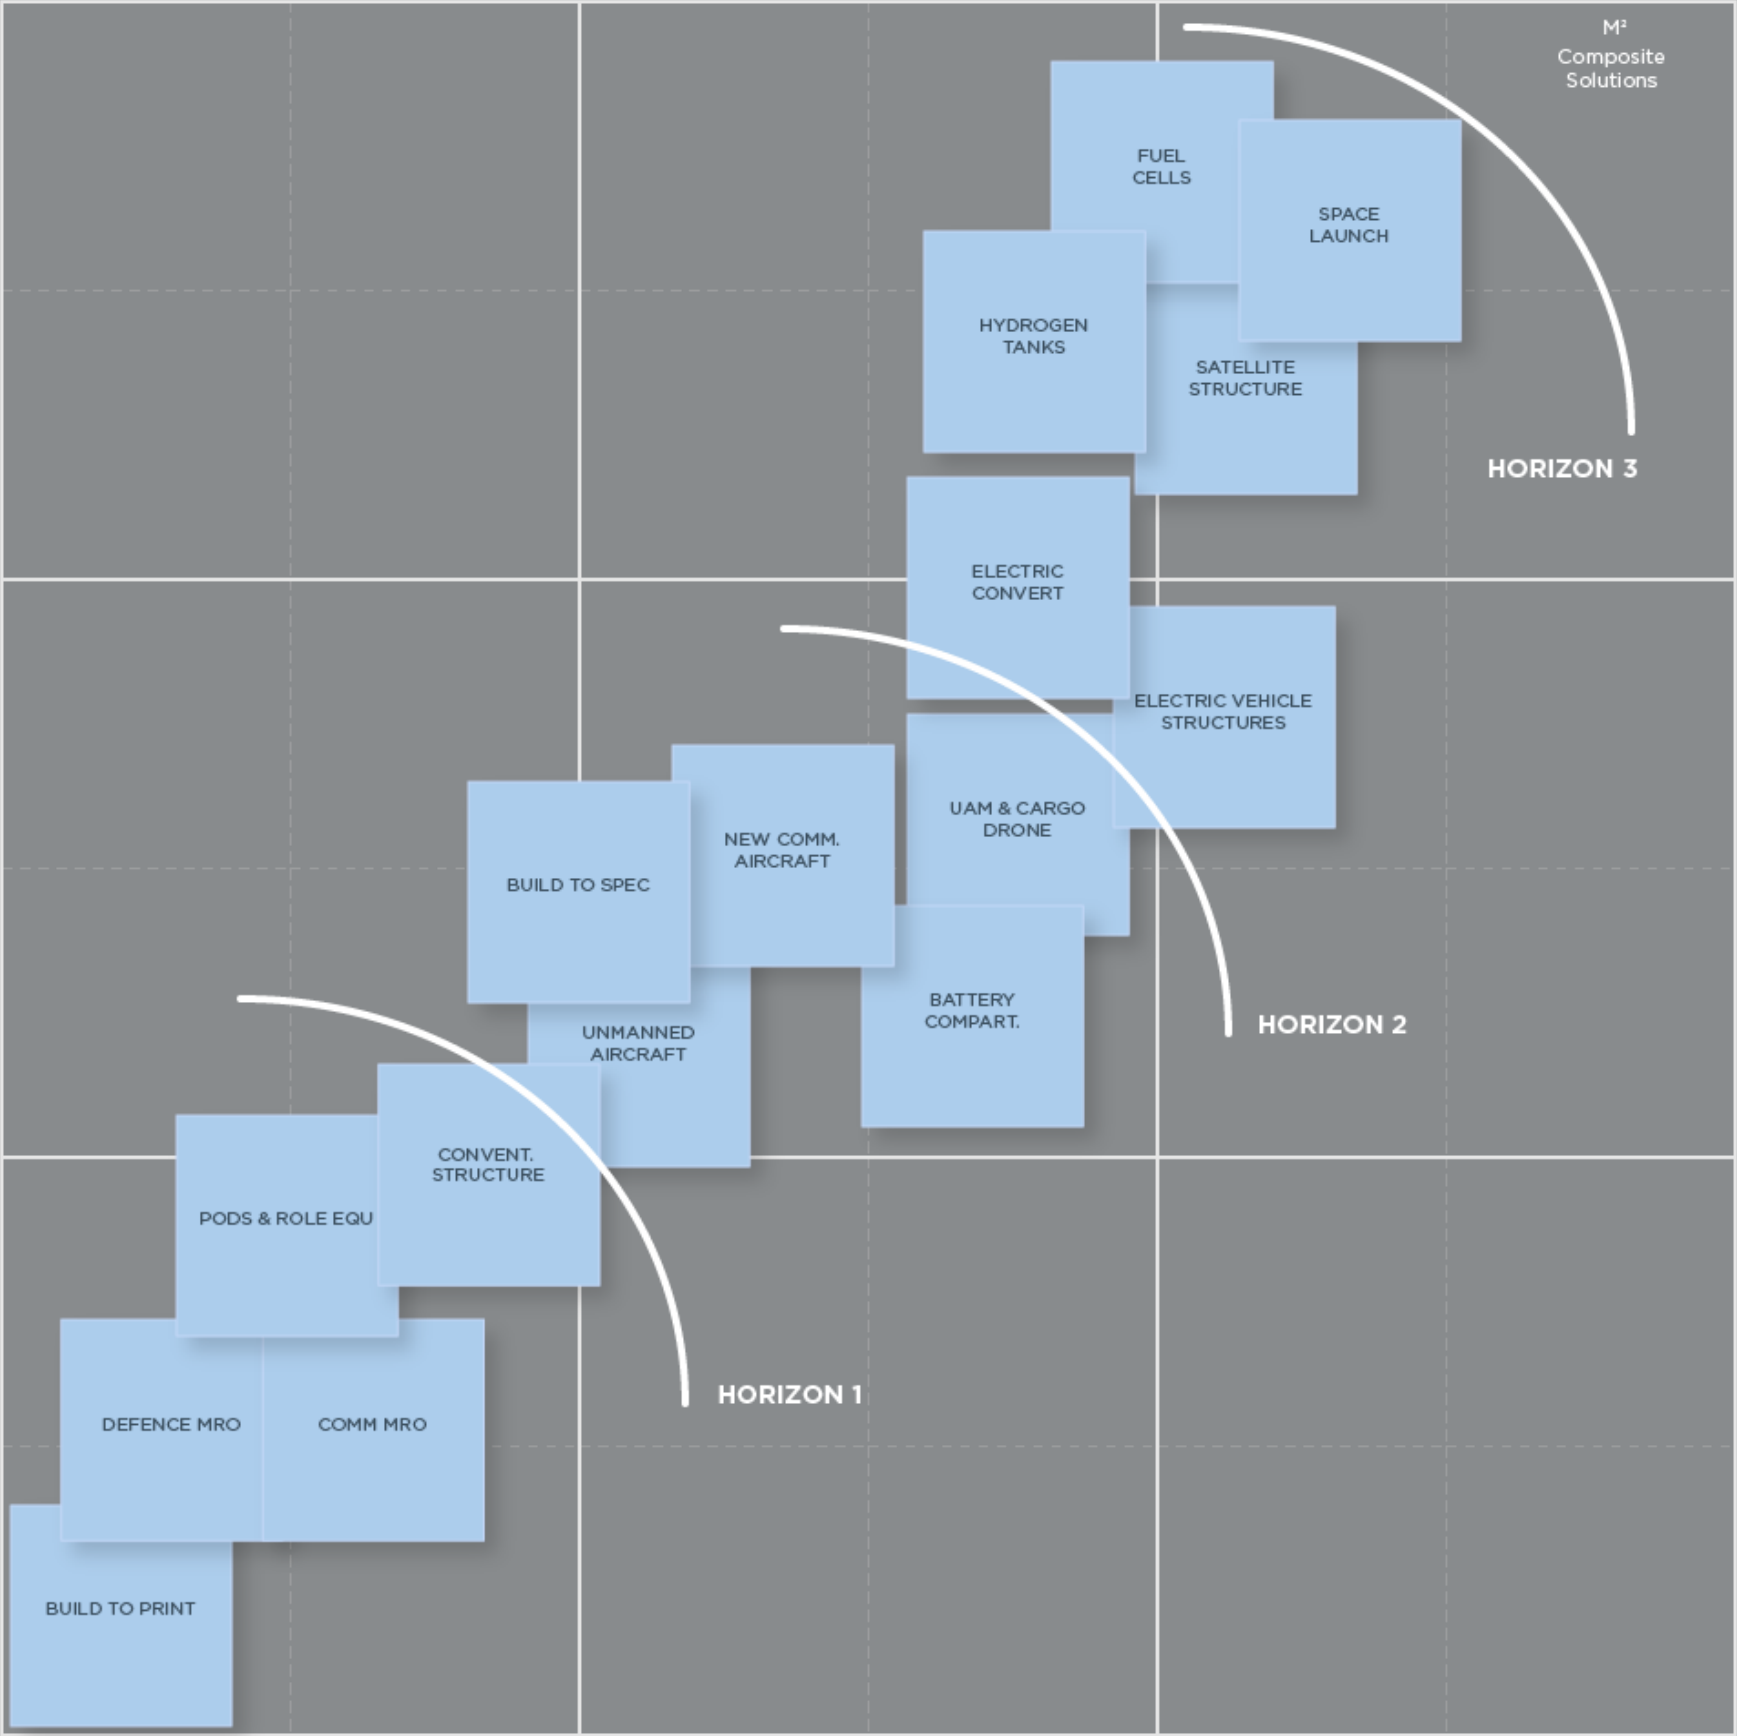 M²
Composite
Solutions
FUEL
CELLS
SPACE
LAUNCH
HYDROGEN
TANKS
SATELLITE
STRUCTURE
HORIZON 3
ELECTRIC
CONVERT
ELECTRIC VEHICLE
STRUCTURES
UAM & CARGO
DRONE
NEW COMM.
AIRCRAFT
BUILD TO SPEC
BATTERY
COMPART.
HORIZON 2
UNMANNED
AIRCRAFT
CONVENT.
STRUCTURE
PODS & ROLE EQU
HORIZON 1
DEFENCE MRO
COMM MRO
BUILD TO PRINT